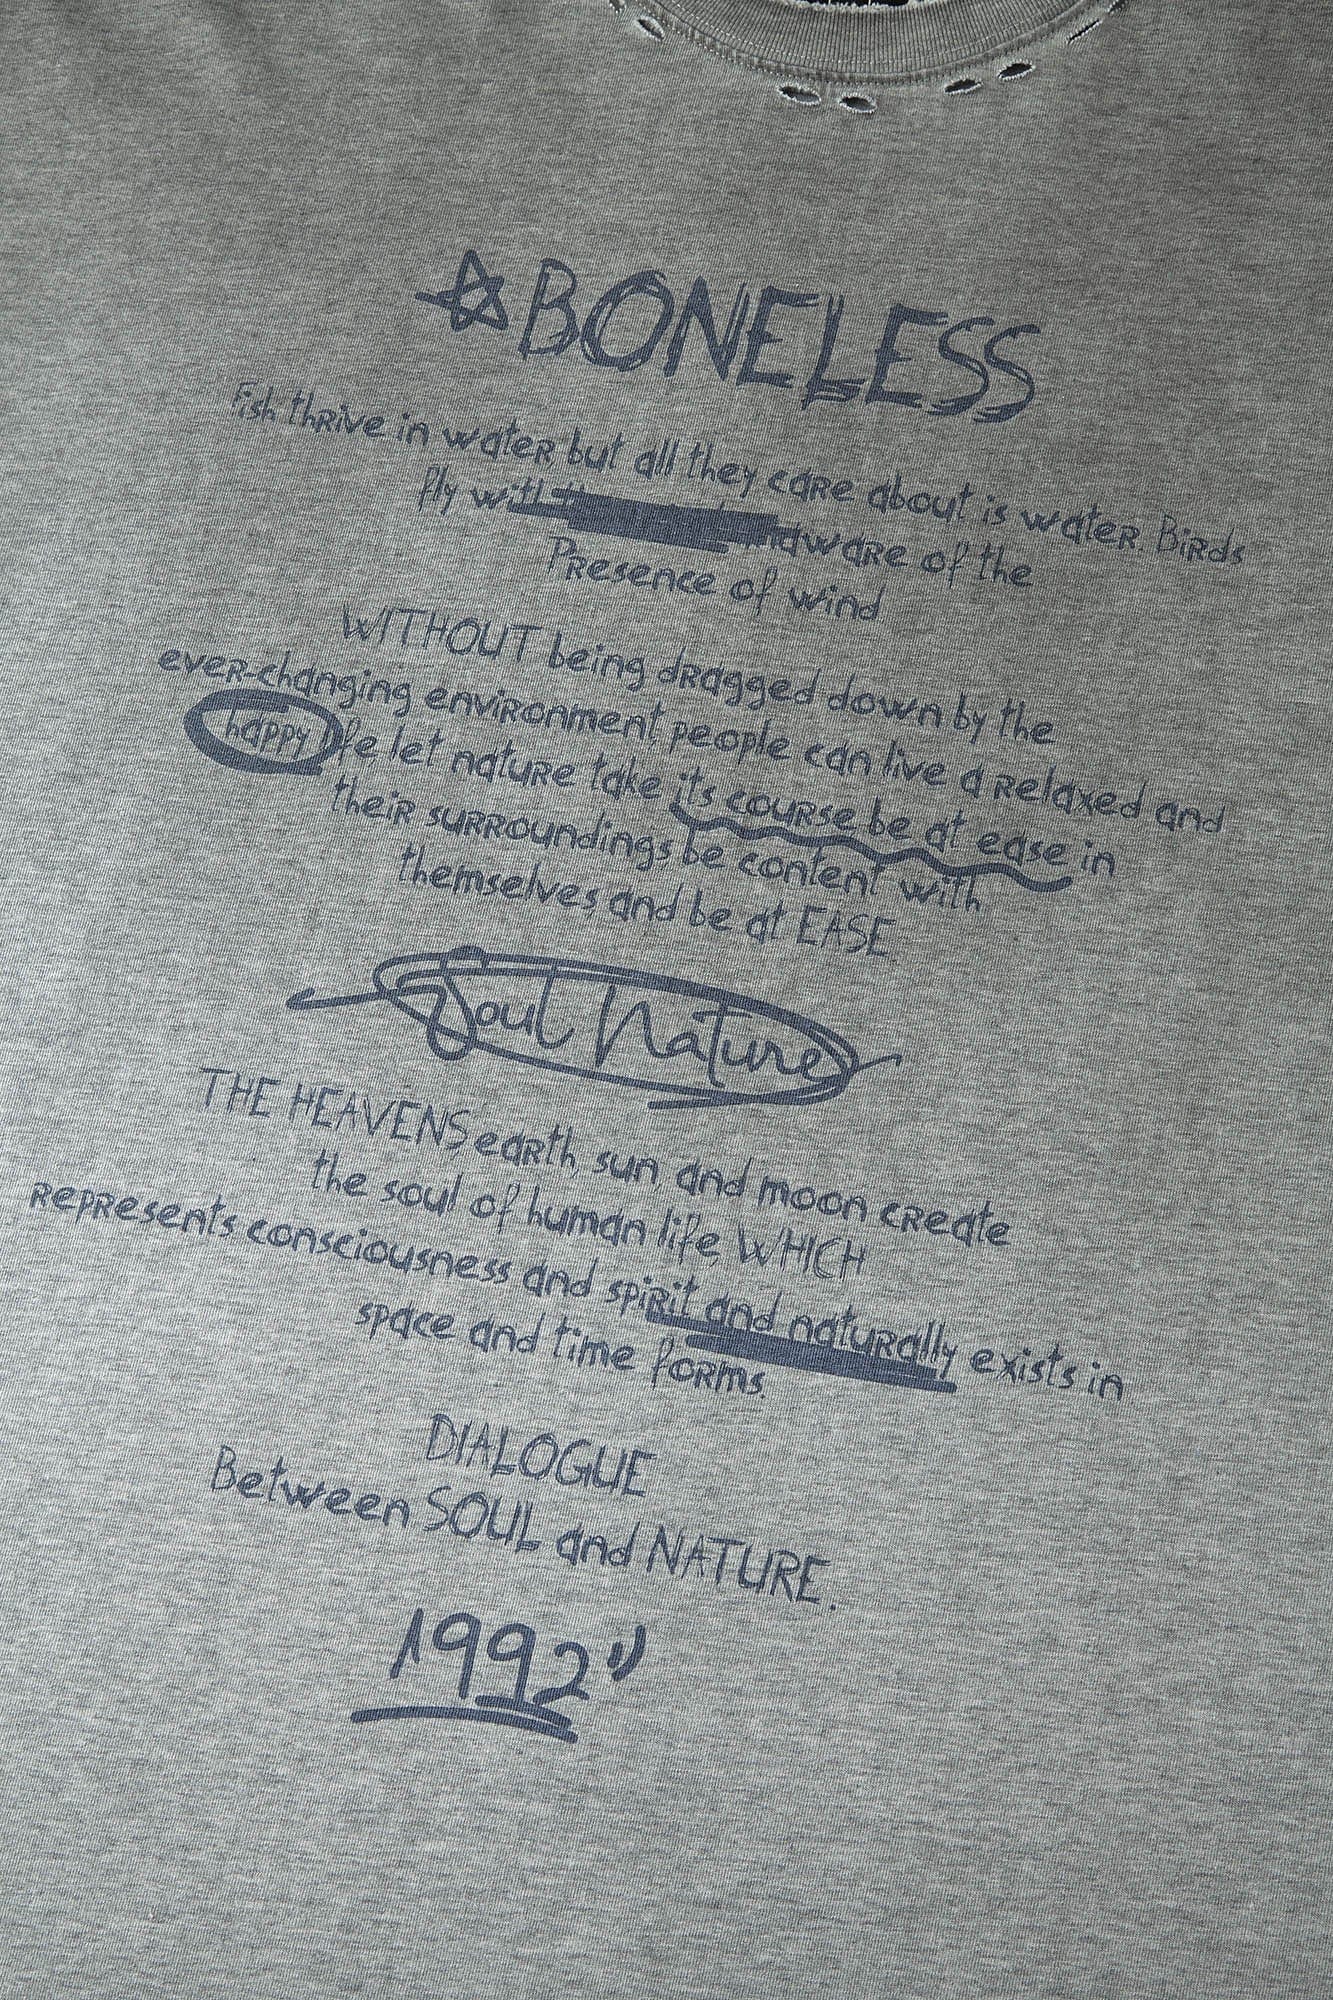 BONELESS
Fish thrive in water, but all they care about is water. Birds
fly with aware of the
Presence of wind
WITHOUT being dragged down by the
ever-changing environment, people can live a relaxed and
happy life, let nature take its course be at ease in
their surroundings, be content with
themselves, and be at EASE
Soul Nature
THE HEAVENS, earth, sun, and moon create
the soul of human life, WHICH
represents consciousness and spirit and naturally exists in
space and time forms.
DIALOGUE
Between SOUL and NATURE.
1992"